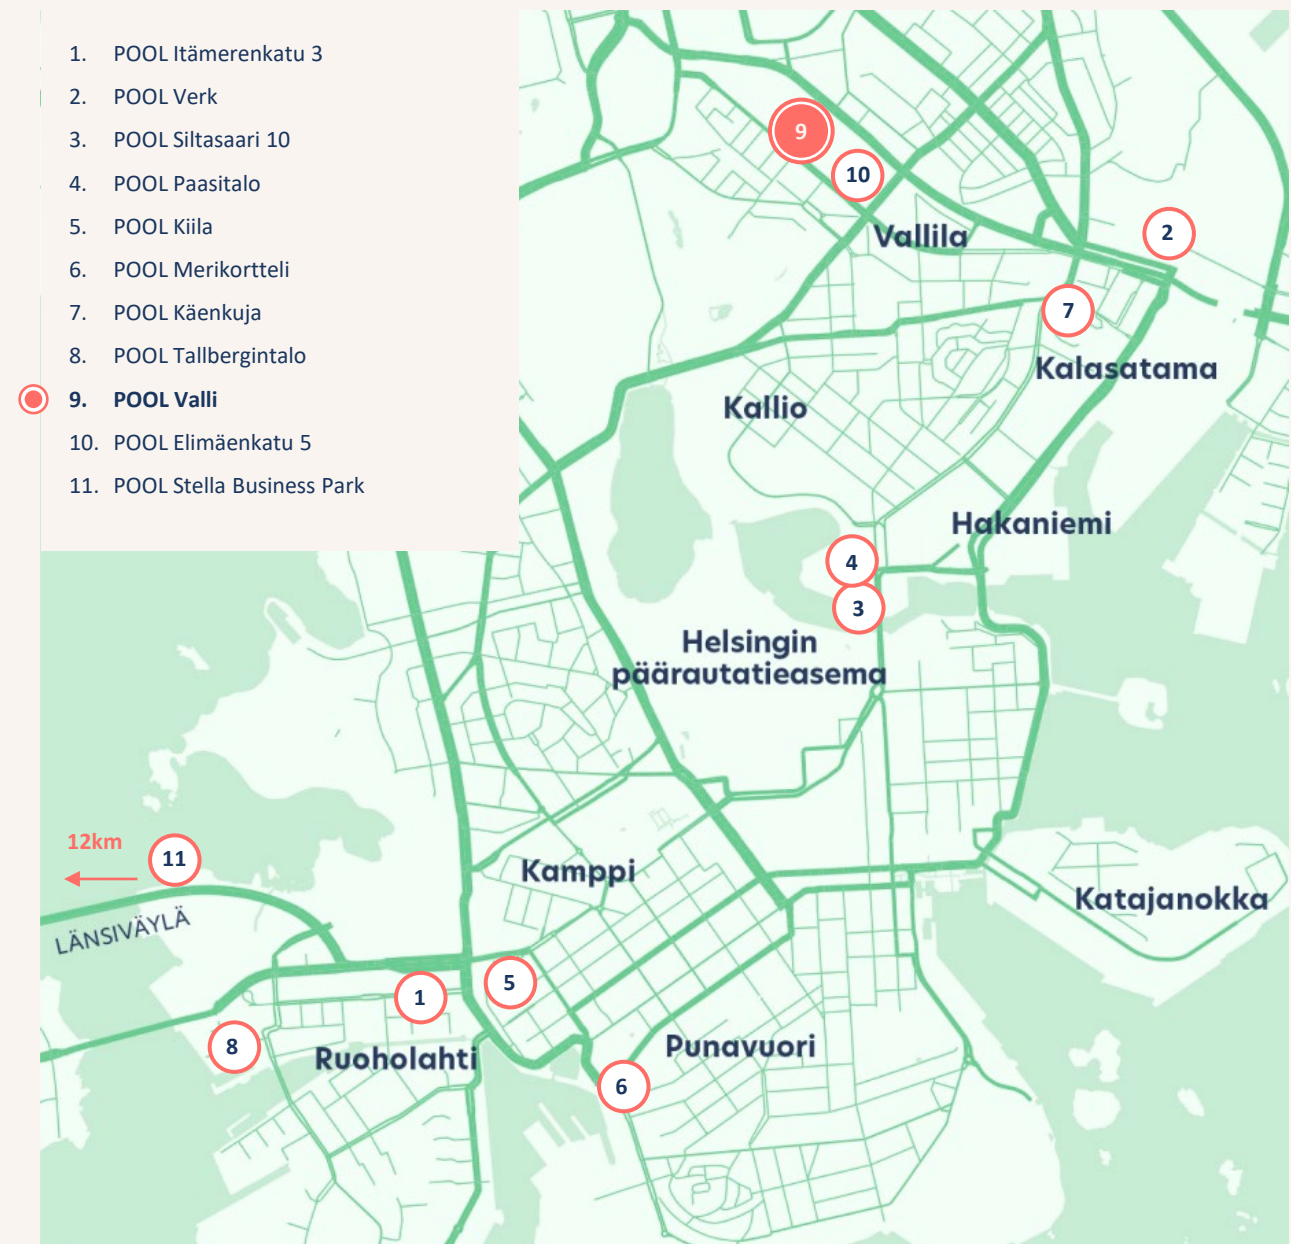 1. POOL Itämerenkatu 3
2. POOL Verk
3. POOL Siltasaari 10
4. POOL Paasitalo
5. POOL Kiila
6. POOL Merikortteli
7. POOL Käenkuja
8. POOL Tallbergintalo
9. POOL Valli
10. POOL Elimäenkatu 5
11. POOL Stella Business Park
9
10
Vallila
2
7
Kalasatama
Kallio
Hakaniemi
4
3
Helsingin
päärautatieasema
12km
11
Kamppi
Katajanokka
LÄNSIVÄYLÄ
5
1
8
Ruoholahti
Punavuori
6